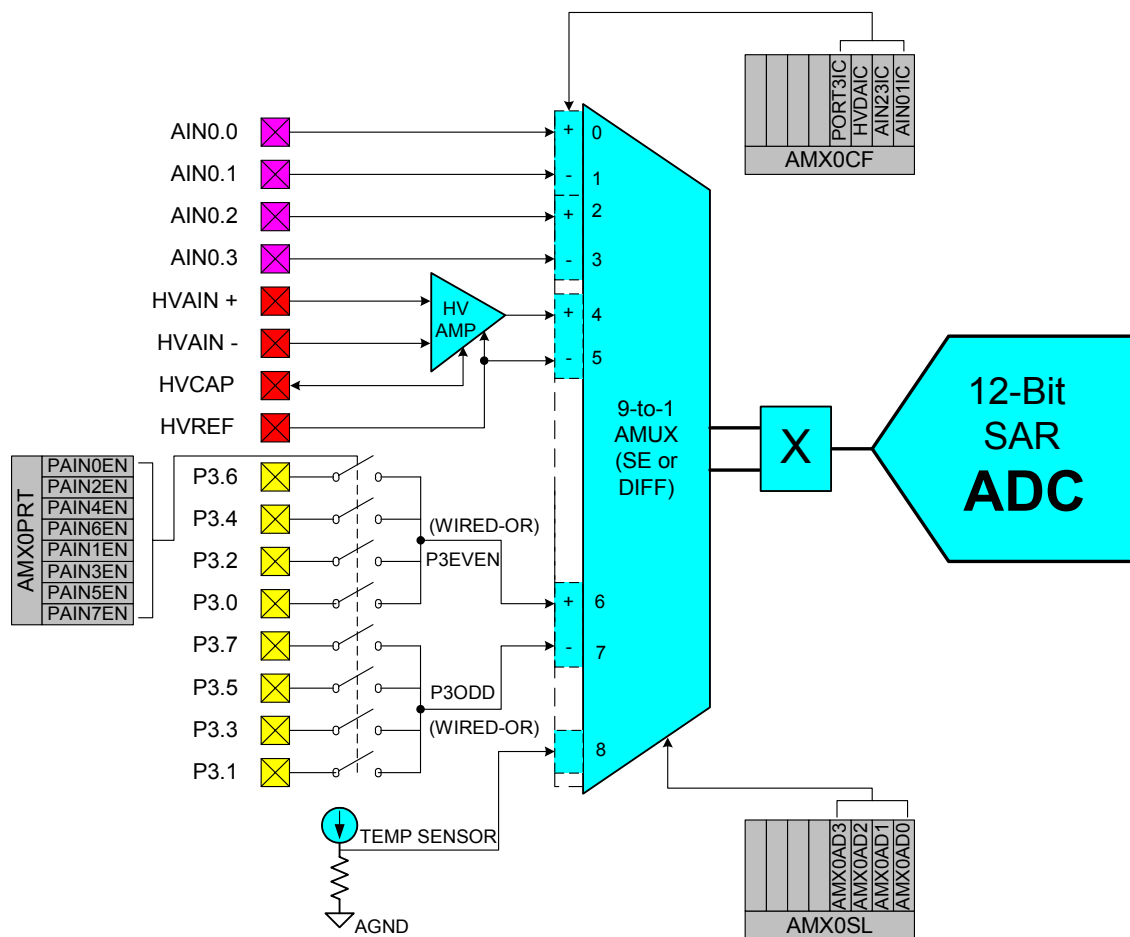 PORT3IC
HVDAIC
AIN23IC
AIN01IC
AMX0CF
AIN0.0
+
0
AIN0.1
-
1
AIN0.2
+
2
AIN0.3
-
3
HVAIN +
HV
AMP
+
4
HVAIN -
-
5
HVCAP
HVREF
9-to-1
AMUX
(SE or
DIFF)
X
12-Bit
SAR
ADC
AMX0PRT
PAIN0EN
PAIN2EN
PAIN4EN
PAIN6EN
PAIN1EN
PAIN3EN
PAIN5EN
PAIN7EN
P3.6
P3.4
(WIRED-OR)
P3.2
P3EVEN
P3.0
+
6
P3.7
-
7
P3.5
P3ODD
P3.3
(WIRED-OR)
P3.1
8
TEMP SENSOR
AGND
AMX0AD3
AMX0AD2
AMX0AD1
AMX0AD0
AMX0SL